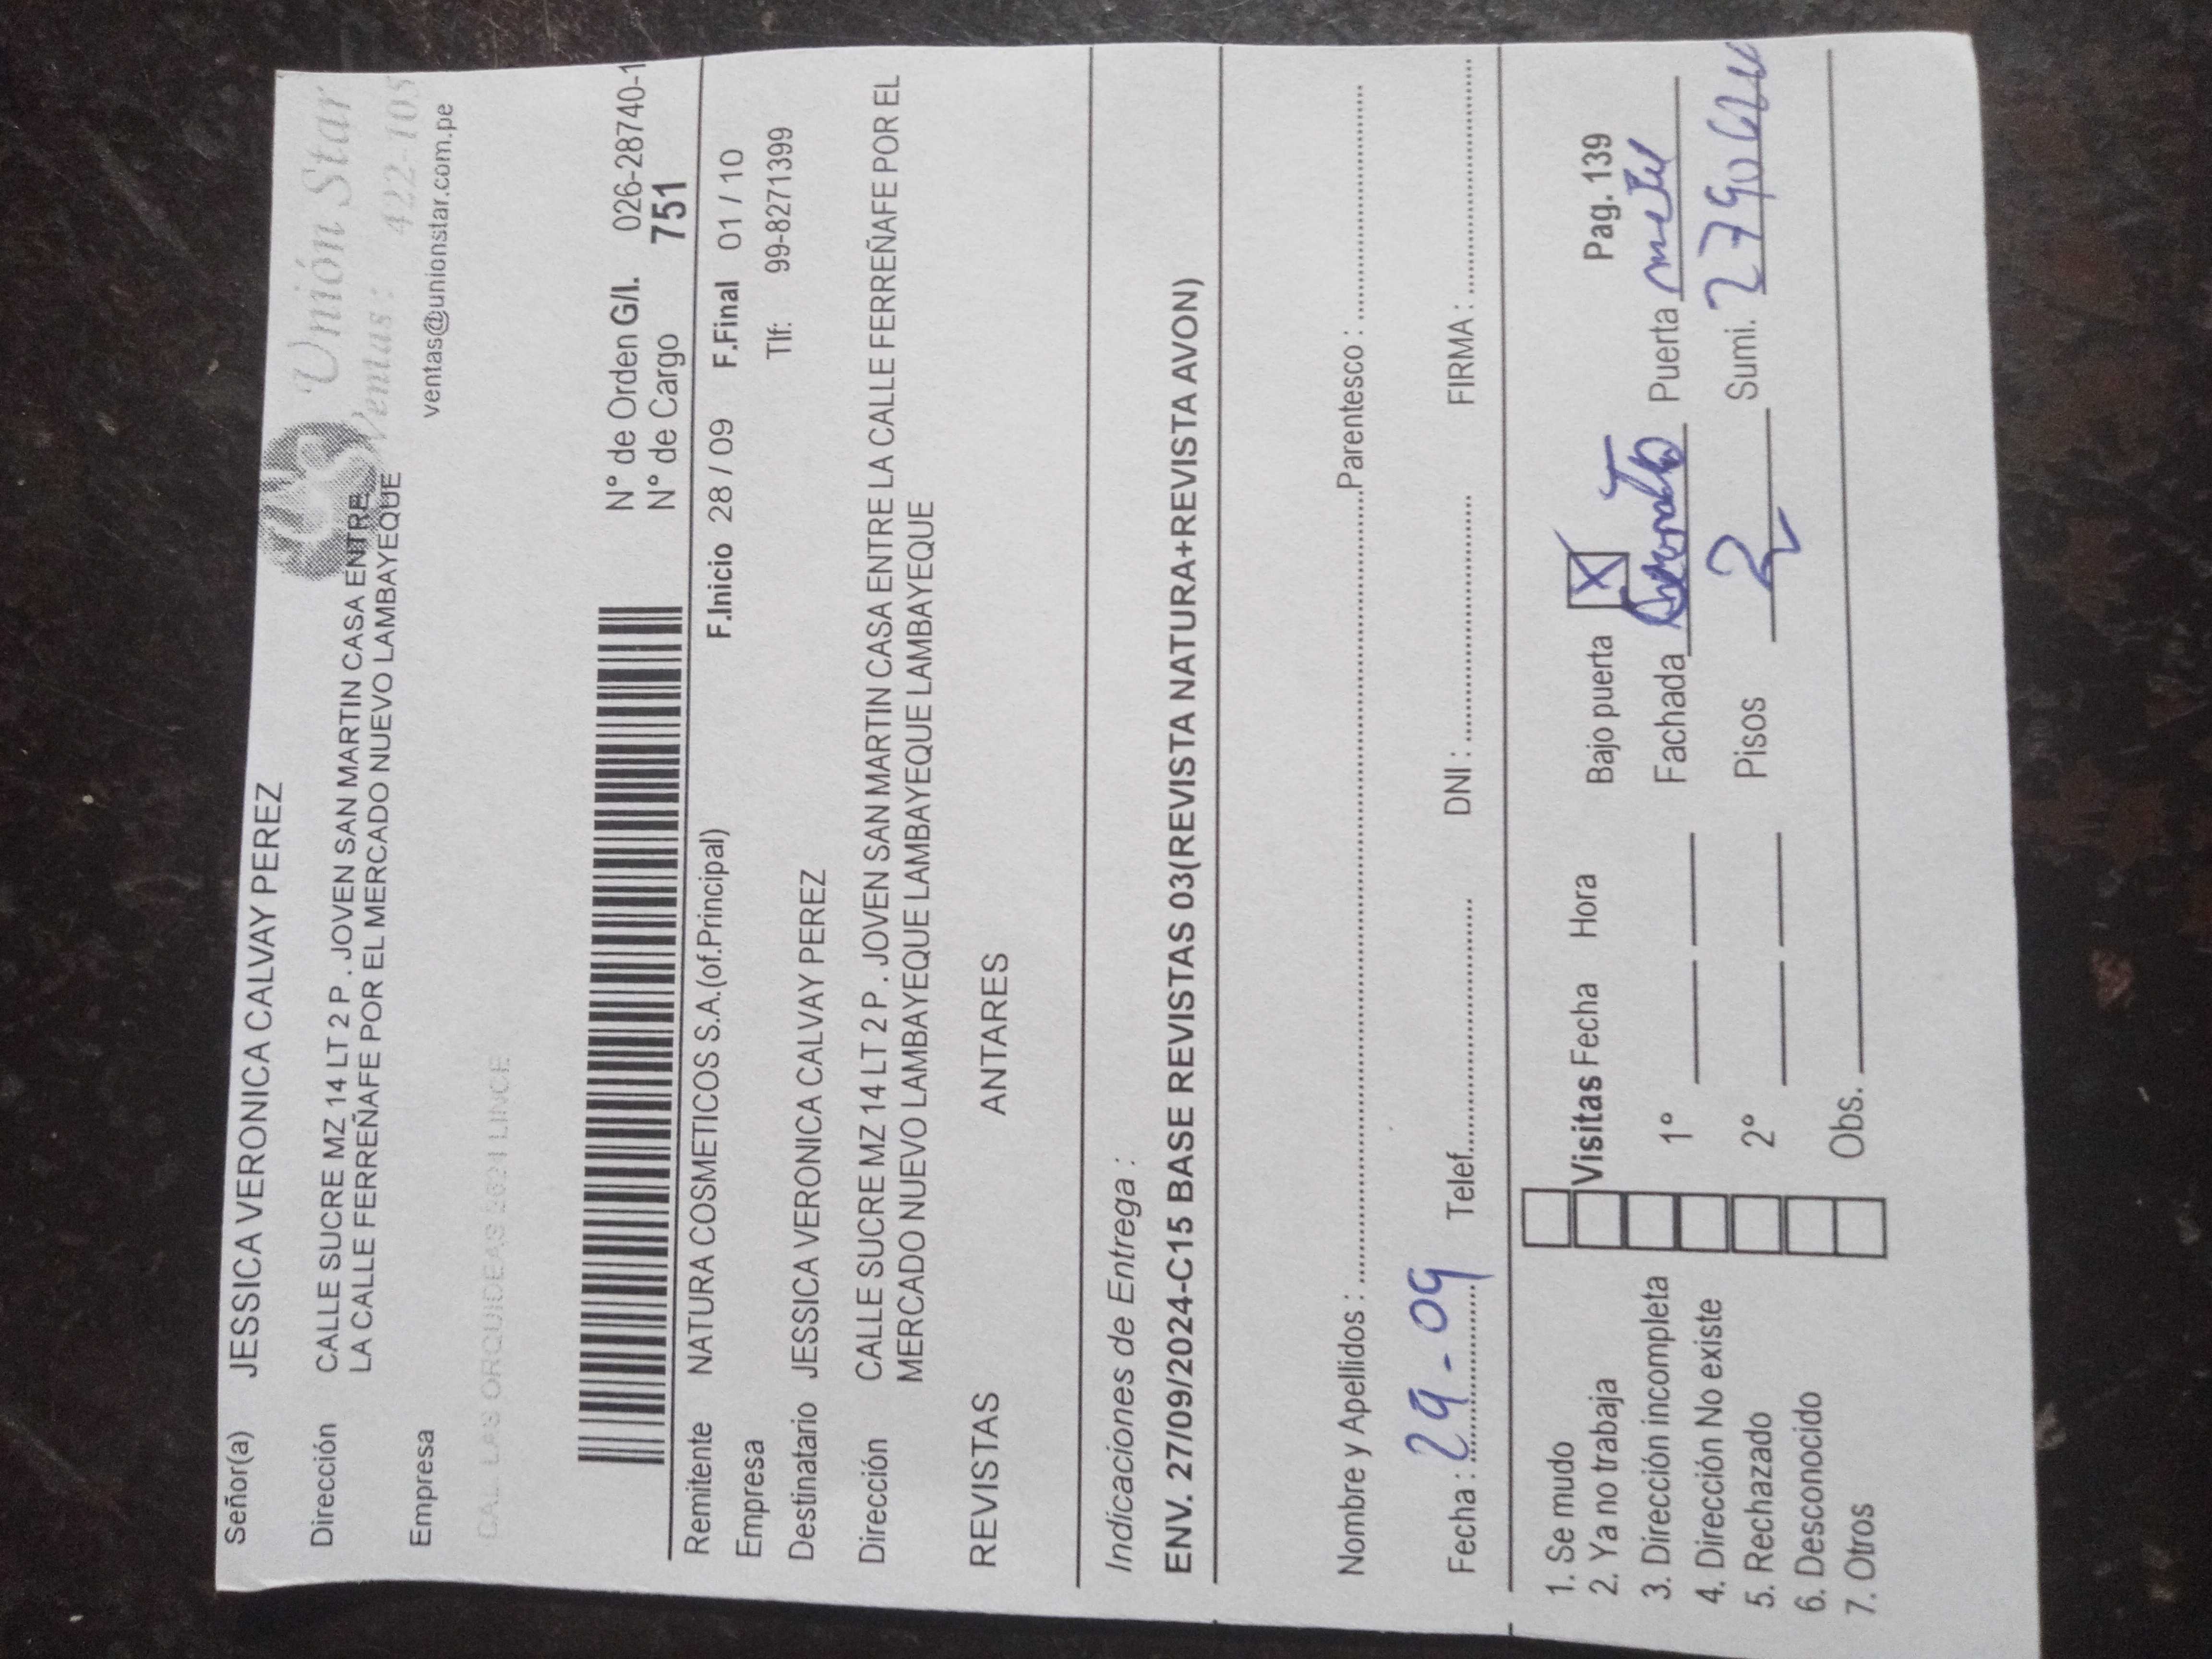 Señor(a) JESSICA VERONICA CALVAY PEREZ
Unión Star
Ventas: 422-105
ventas@unionstar.com.pe
Dirección CALLE SUCRE MZ 14 LT 2 P . JOVEN SAN MARTIN CASA ENTRE
LA CALLE FERREÑAFE POR EL MERCADO NUEVO LAMBAYEQUE
Empresa
CAL. LAS ORQUIDEAS 2621 LINCE
N° de Orden G/I. 026-28740-1
N° de Cargo 751
Remitente NATURA COSMETICOS S.A.(of.Principal) F.Inicio 28 / 09 F.Final 01 / 10
Empresa Tlf: 99-8271399
Destinatario JESSICA VERONICA CALVAY PEREZ
Dirección CALLE SUCRE MZ 14 LT 2 P . JOVEN SAN MARTIN CASA ENTRE LA CALLE FERREÑAFE POR EL
MERCADO NUEVO LAMBAYEQUE LAMBAYEQUE LAMBAYEQUE
REVISTAS ANTARES
Indicaciones de Entrega :
ENV. 27/09/2024-C15 BASE REVISTAS 03(REVISTA NATURA+REVISTA AVON)
Nombre y Apellidos : Parentesco :
Fecha : 29-09 Telef. DNI : FIRMA :
1. Se mudo
2. Ya no trabaja
3. Dirección incompleta
4. Dirección No existe
5. Rechazado
6. Desconocido
7. Otros
Visitas Fecha Hora
1°
2°
Obs.
Bajo puerta X Pag. 139
Fachada Puerta metal
Pisos 2 Sumi.